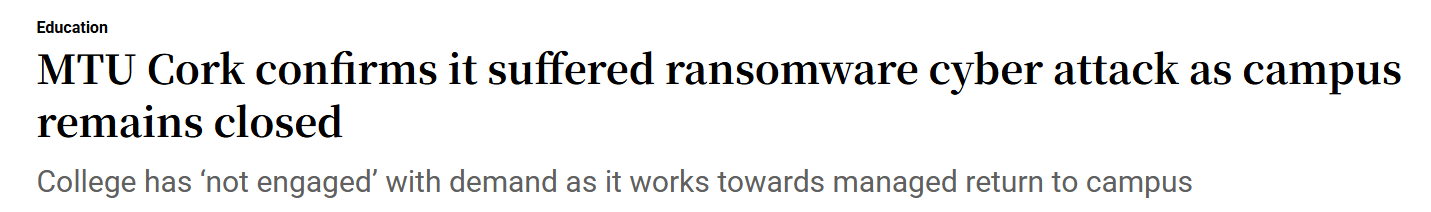 Education
MTU Cork confirms it suffered ransomware cyber attack as campus
remains closed
College has ‘not engaged’ with demand as it works towards managed return to campus